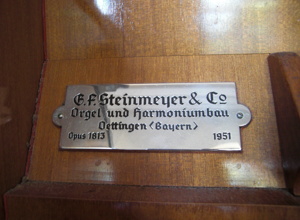 G.F. Steinmeyer & Co
Orgel und Harmoniumbau
Oettingen (Bayern)
Opus 1813 1951